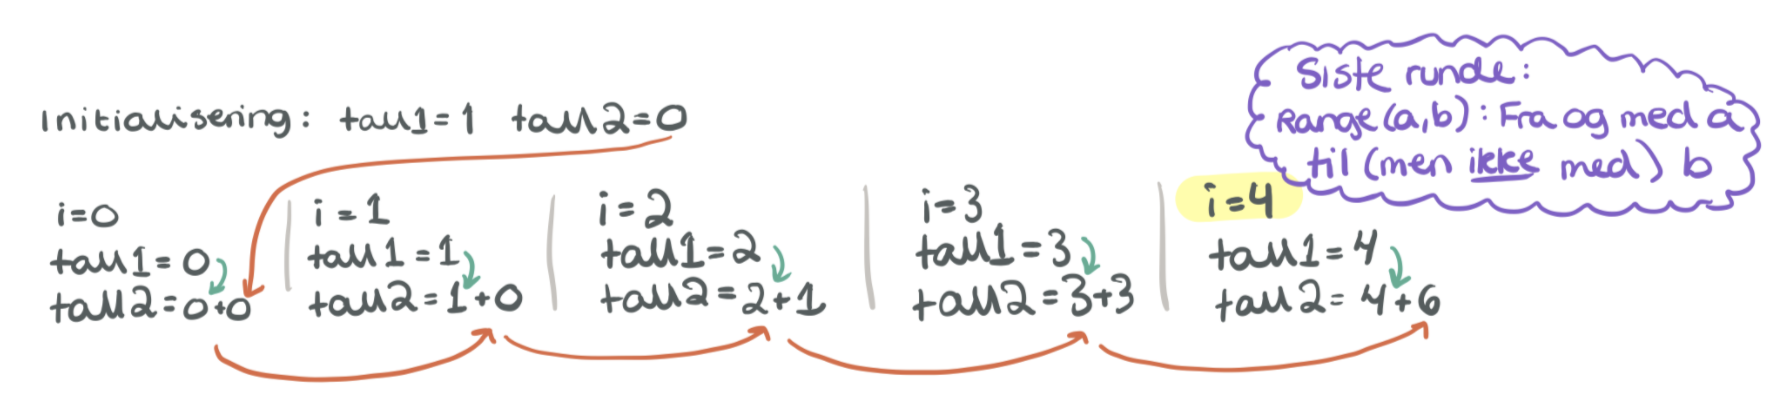 Siste runde:
Range(a,b): Fra og med a
til (men ikke med) b
Initialisering: tall1=1 tall2=0
i=0
tall1=0
tall2=0+0
i=1
tall1=1
tall2=1+0
i=2
tall1=2
tall2=2+1
i=3
tall1=3
tall2=3+3
i=4
tall1=4
tall2=4+6